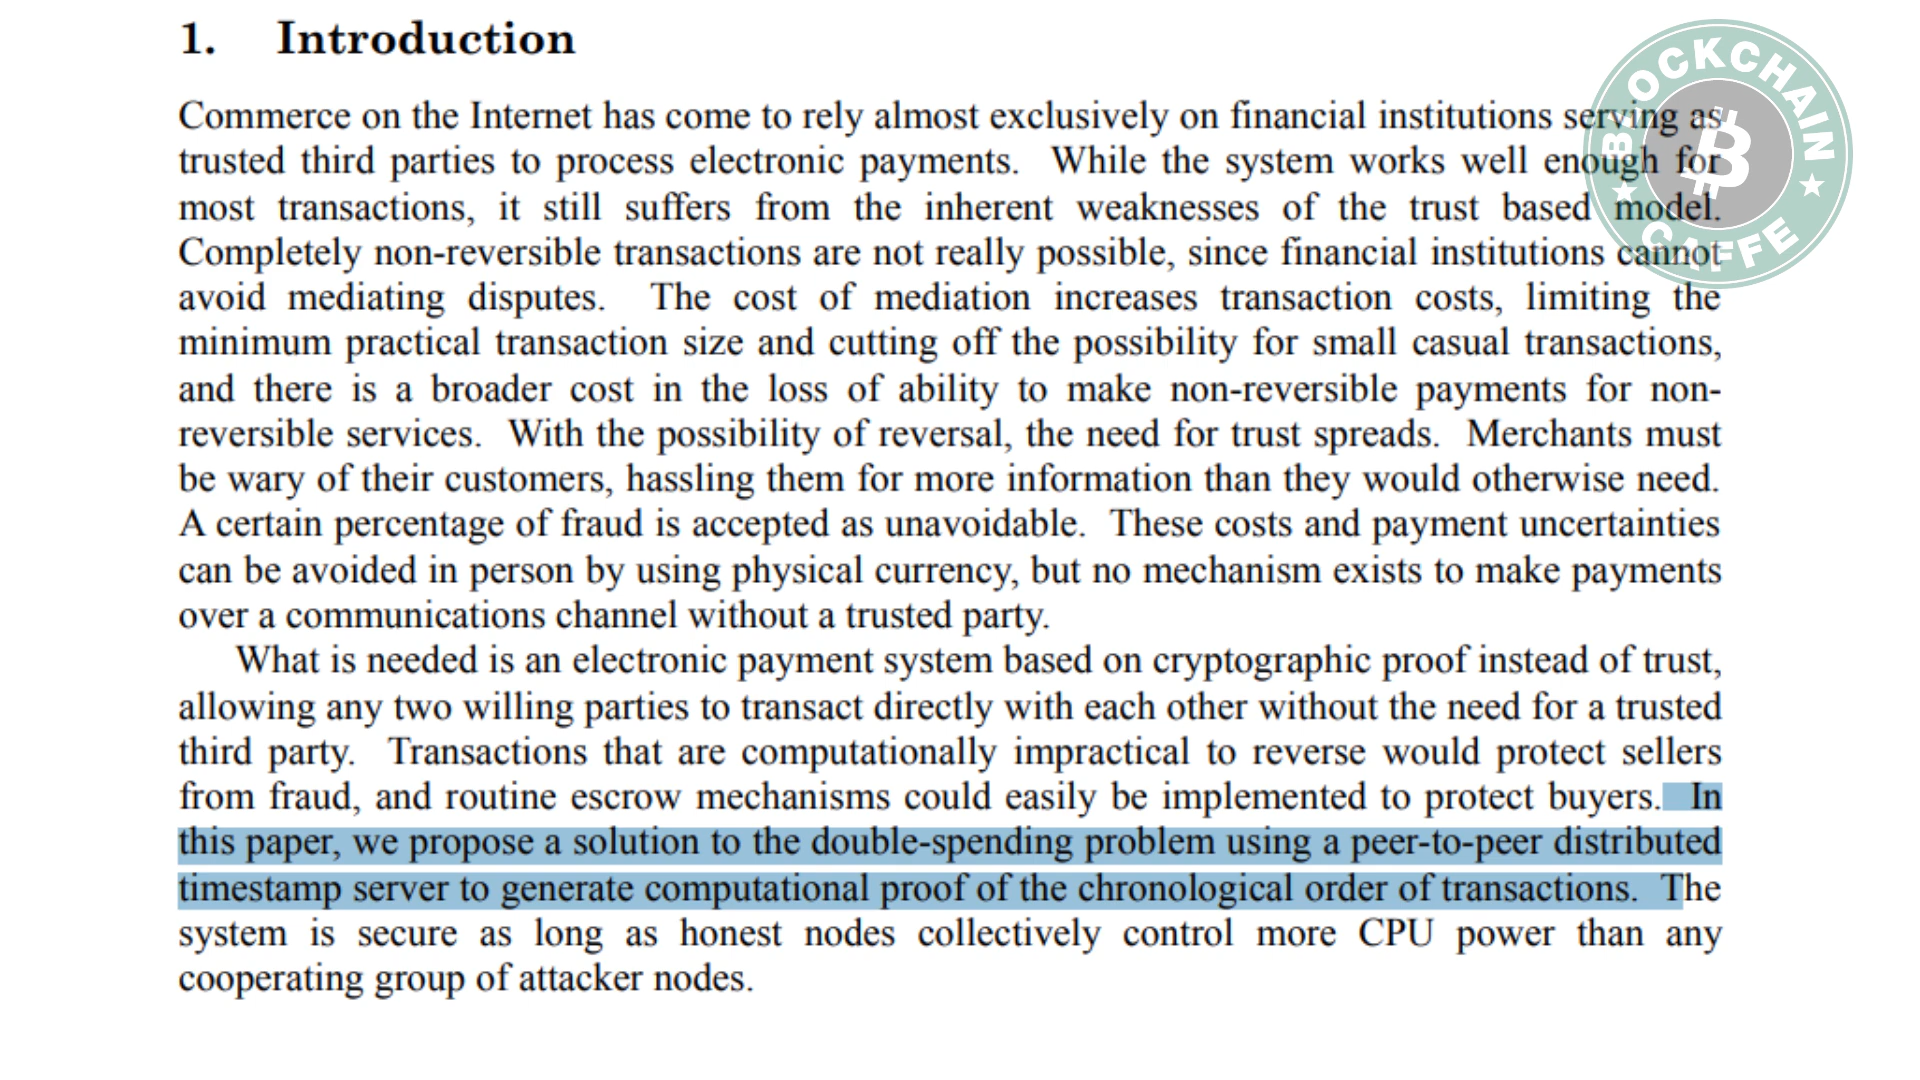 1. Introduction
Commerce on the Internet has come to rely almost exclusively on financial institutions serving as
trusted third parties to process electronic payments. While the system works well enough for
most transactions, it still suffers from the inherent weaknesses of the trust based model.
Completely non-reversible transactions are not really possible, since financial institutions cannot
avoid mediating disputes. The cost of mediation increases transaction costs, limiting the
minimum practical transaction size and cutting off the possibility for small casual transactions,
and there is a broader cost in the loss of ability to make non-reversible payments for non-
reversible services. With the possibility of reversal, the need for trust spreads. Merchants must
be wary of their customers, hassling them for more information than they would otherwise need.
A certain percentage of fraud is accepted as unavoidable. These costs and payment uncertainties
can be avoided in person by using physical currency, but no mechanism exists to make payments
over a communications channel without a trusted party.
What is needed is an electronic payment system based on cryptographic proof instead of trust,
allowing any two willing parties to transact directly with each other without the need for a trusted
third party. Transactions that are computationally impractical to reverse would protect sellers
from fraud, and routine escrow mechanisms could easily be implemented to protect buyers. In
this paper, we propose a solution to the double-spending problem using a peer-to-peer distributed
timestamp server to generate computational proof of the chronological order of transactions. The
system is secure as long as honest nodes collectively control more CPU power than any
cooperating group of attacker nodes.
BLOCKCHAIN
CAFFE